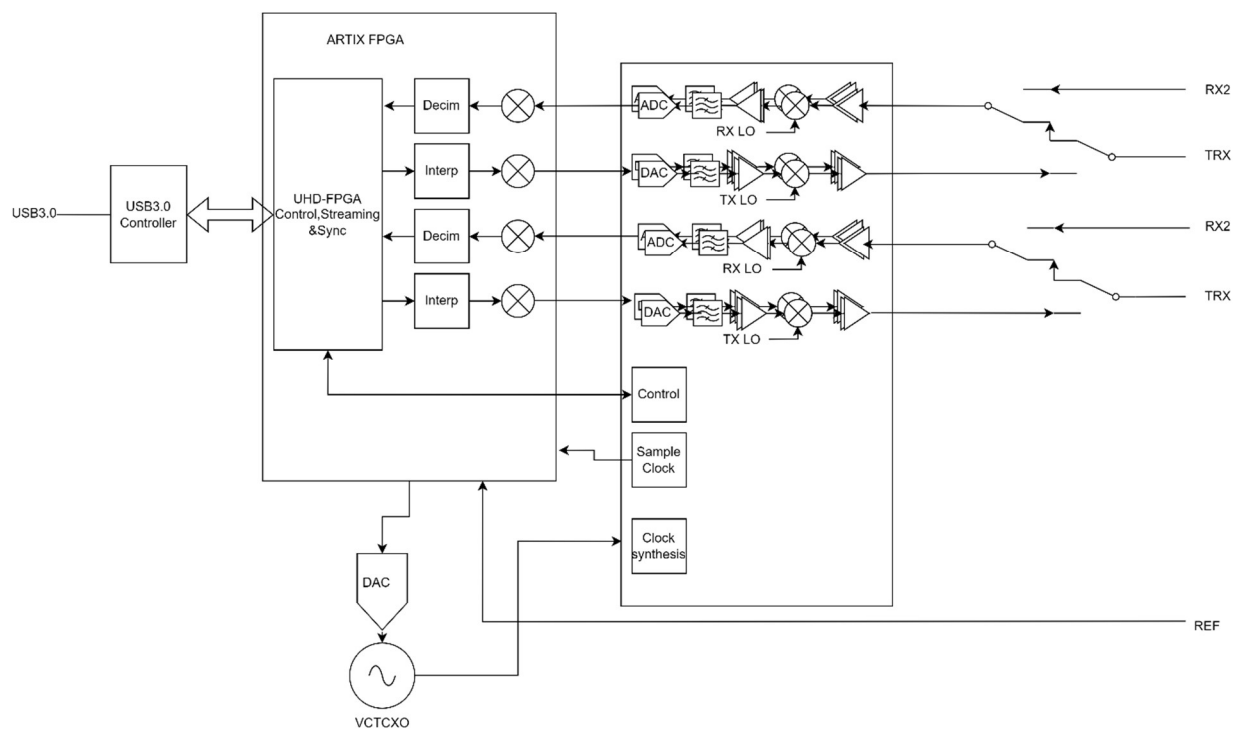 ARTIX FPGA
Decim
ADC
RX LO
RX2
Interp
DAC
TX LO
TRX
USB3.0
USB3.0
Controller
UHD-FPGA
Control,Streaming
&Sync
Decim
ADC
RX LO
RX2
Interp
DAC
TX LO
TRX
Control
Sample
Clock
Clock
synthesis
DAC
REF
VCTCXO